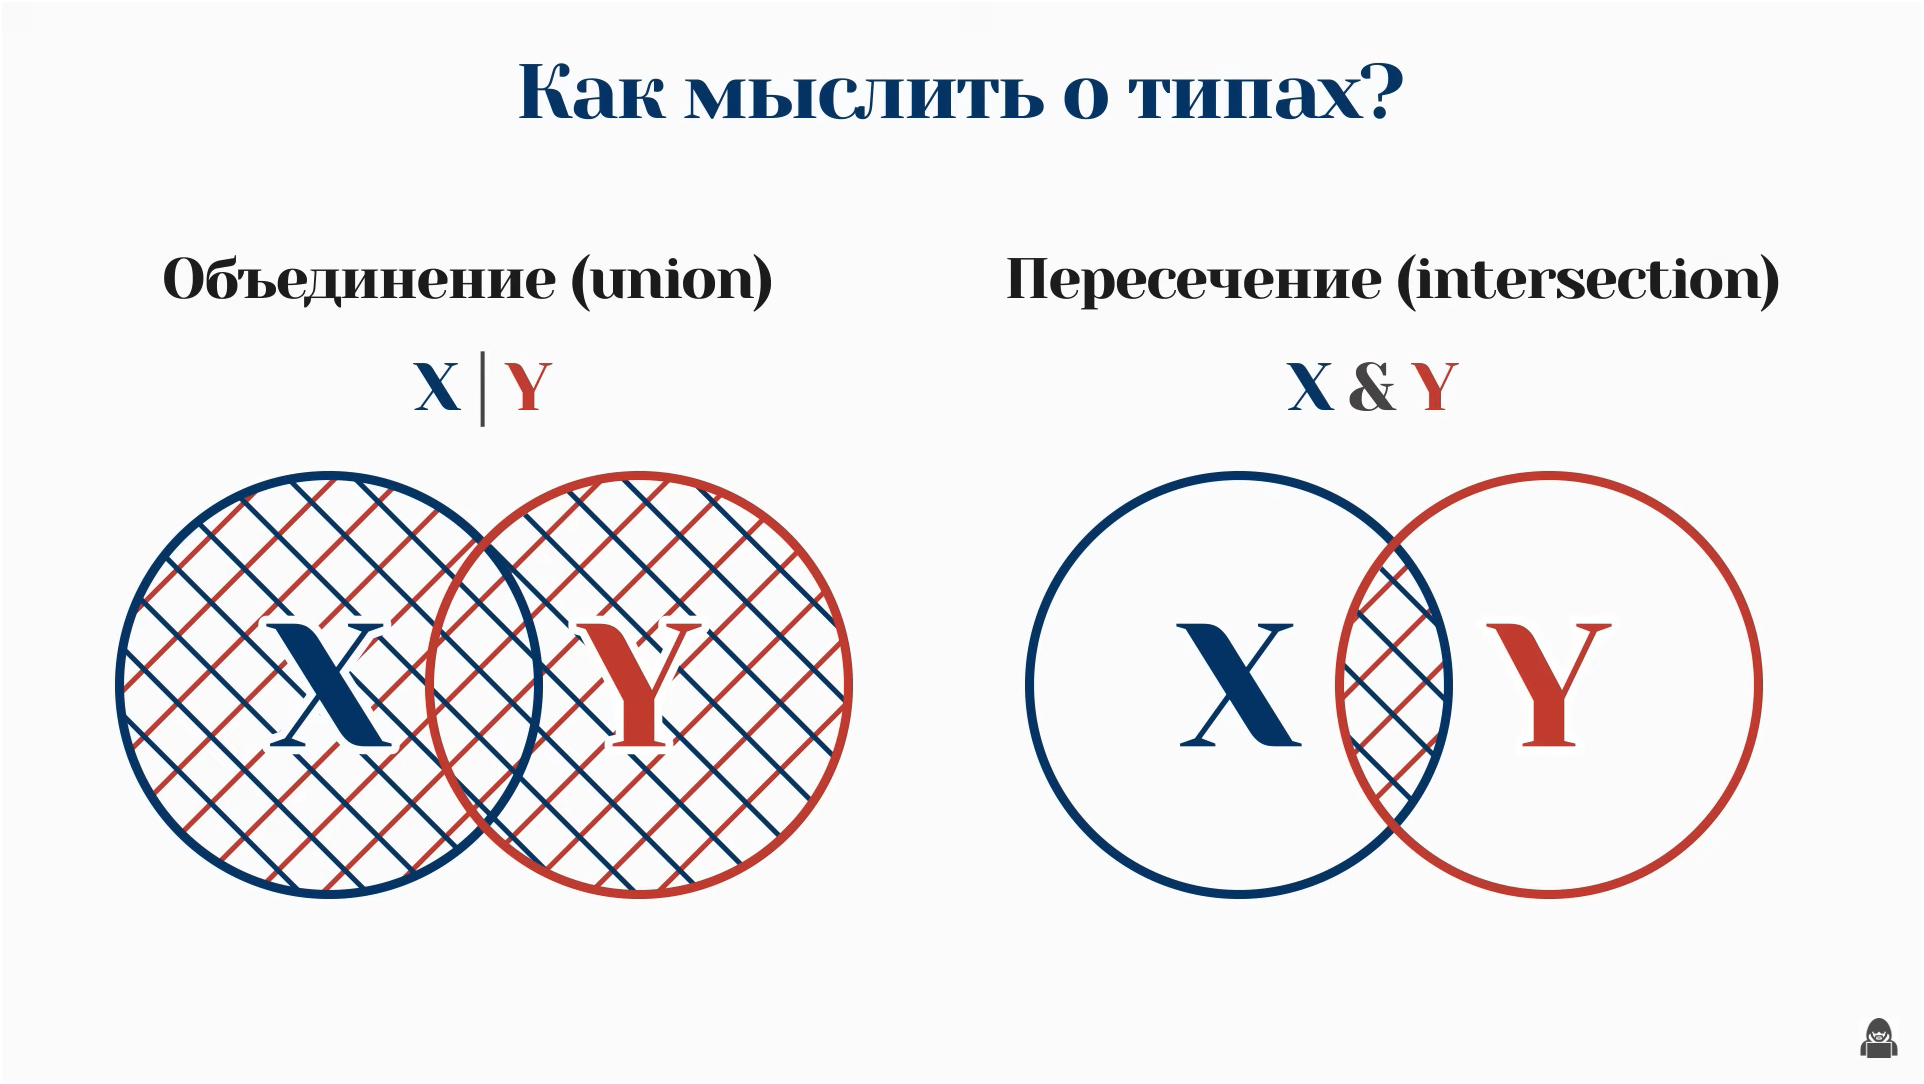 Как мыслить о типах?
Объединение (union)
Пересечение (intersection)
X | Y
X & Y
X Y
X Y